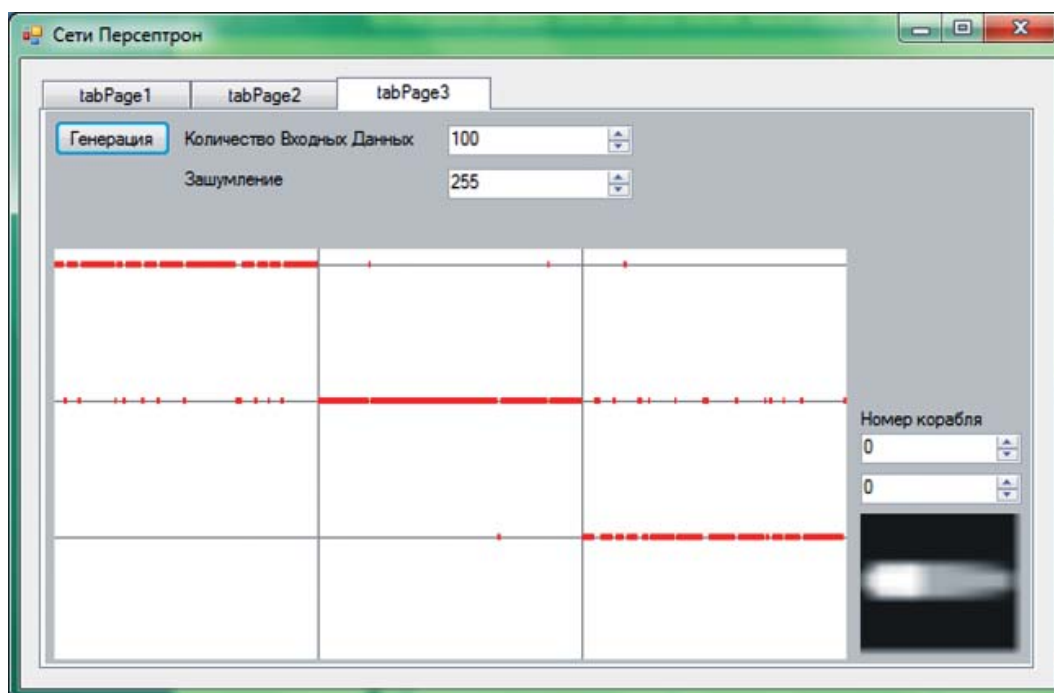 Сети Персептрон
tabPage1 tabPage2 tabPage3
Генерация Количество Входных Данных 100
Зашумление 255
Номер корабля
0
0